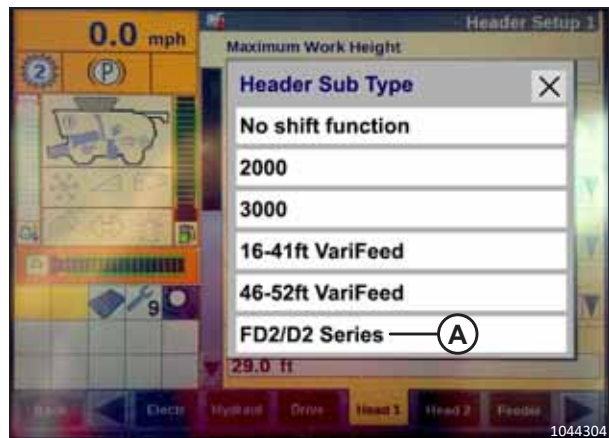 0.0 mph
Header Setup 1
Maximum Work Height
2
(P)
Header Sub Type
No shift function
2000
3000
16-41ft VariFeed
46-52ft VariFeed
FD2/D2 Series
A
9
29.0 ft
Back
Electr
Hydraul
Drive
Head 1
Head 2
Feeder
1044304